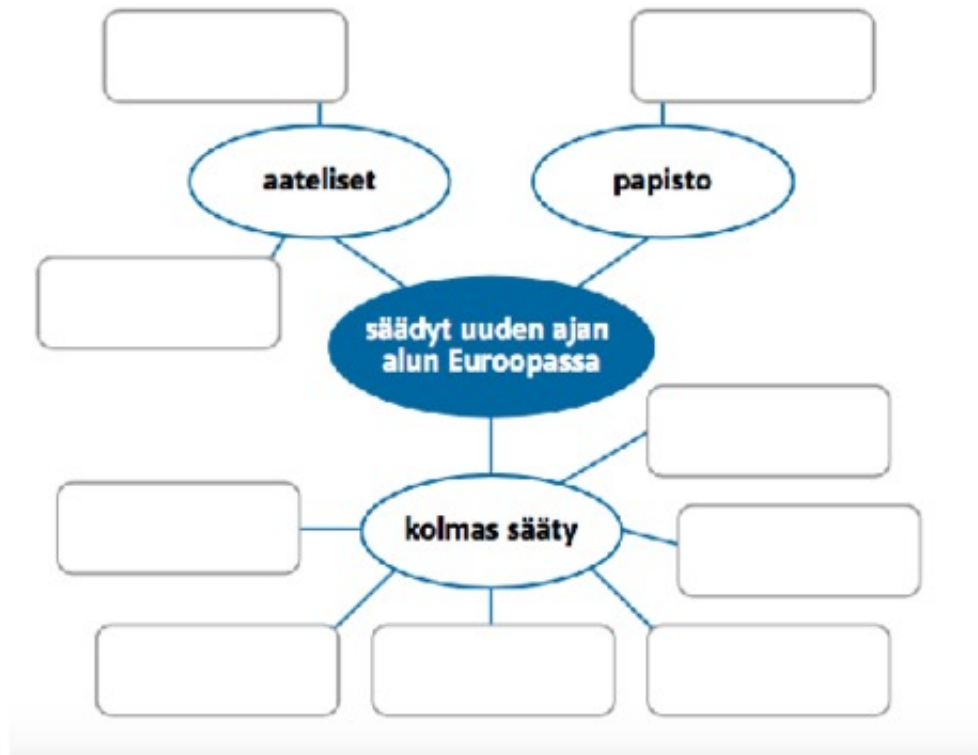 aateliset
papisto
säädyt uuden ajan
alun Euroopassa
kolmas sääty